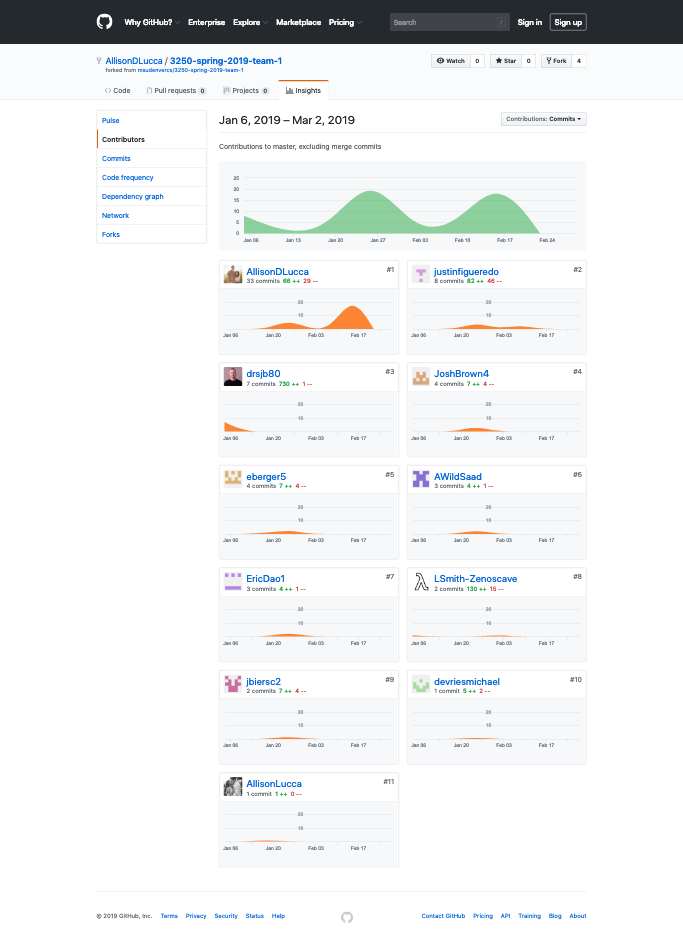 Why GitHub? Enterprise Explore Marketplace Pricing Search / Sign in Sign up
AllisonDLucca / 3250-spring-2019-team-1
forked from msudenvercs/3250-spring-2019-team-1
Watch 0 Star 0 Fork 4
Code Pull requests 0 Projects 0 Insights
Pulse
Contributors
Commits
Code frequency
Dependency graph
Network
Forks
Jan 6, 2019 – Mar 2, 2019
Contributions: Commits
Contributions to master, excluding merge commits
25
20
15
10
5
0
Jan 06 Jan 13 Jan 20 Jan 27 Feb 03 Feb 10 Feb 17 Feb 24
AllisonDLucca #1
33 commits 66 ++ 29 --
20
10
Jan 06 Jan 20 Feb 03 Feb 17
justinfigueredo #2
8 commits 82 ++ 46 --
20
10
Jan 06 Jan 20 Feb 03 Feb 17
drsjb80 #3
7 commits 730 ++ 1 --
20
10
Jan 06 Jan 20 Feb 03 Feb 17
JoshBrown4 #4
4 commits 7 ++ 4 --
20
10
Jan 06 Jan 20 Feb 03 Feb 17
eberger5 #5
4 commits 7 ++ 4 --
20
10
Jan 06 Jan 20 Feb 03 Feb 17
AWildSaad #6
3 commits 4 ++ 1 --
20
10
Jan 06 Jan 20 Feb 03 Feb 17
EricDao1 #7
3 commits 4 ++ 1 --
20
10
Jan 06 Jan 20 Feb 03 Feb 17
LSmith-Zenoscave #8
2 commits 130 ++ 15 --
20
10
Jan 06 Jan 20 Feb 03 Feb 17
jbiersc2 #9
2 commits 7 ++ 4 --
20
10
Jan 06 Jan 20 Feb 03 Feb 17
devriesmichael #10
1 commit 5 ++ 2 --
20
10
Jan 06 Jan 20 Feb 03 Feb 17
AllisonLucca #11
1 commit 1 ++ 0 --
20
10
Jan 06 Jan 20 Feb 03 Feb 17
© 2019 GitHub, Inc. Terms Privacy Security Status Help Contact GitHub Pricing API Training Blog About